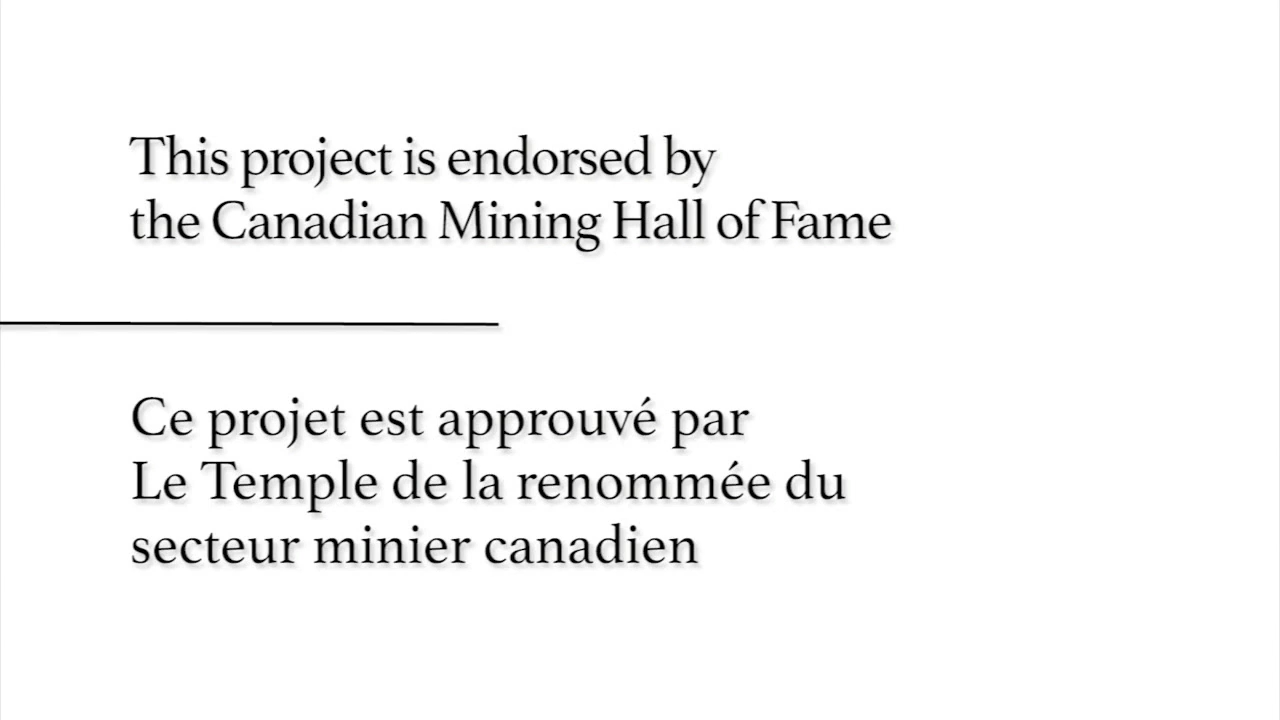 This project is endorsed by
the Canadian Mining Hall of Fame
Ce projet est approuvé par
Le Temple de la renommée du
secteur minier canadien